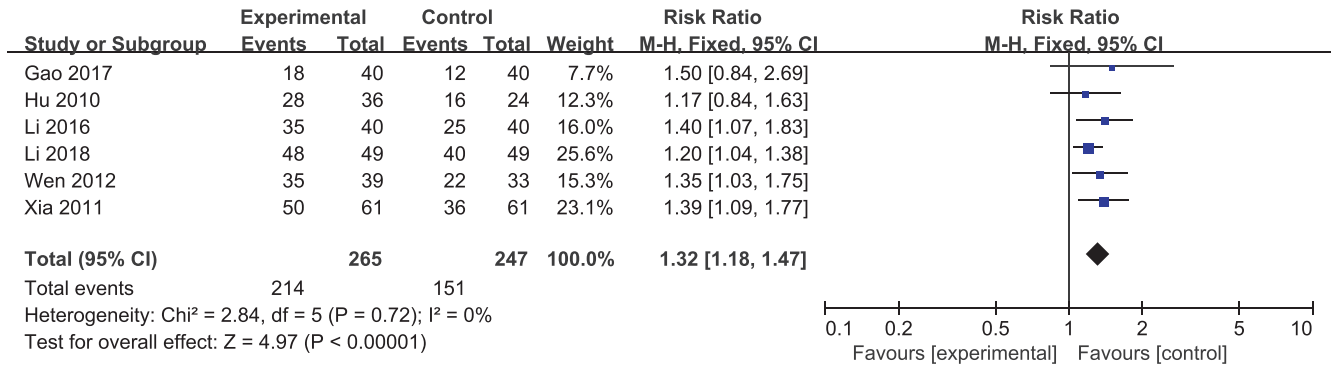 Experimental Control Risk Ratio Risk Ratio
Study or Subgroup Events Total Events Total Weight M-H, Fixed, 95% CI M-H, Fixed, 95% CI
Gao 2017 18 40 12 40 7.7% 1.50 [0.84, 2.69]
Hu 2010 28 36 16 24 12.3% 1.17 [0.84, 1.63]
Li 2016 35 40 25 40 16.0% 1.40 [1.07, 1.83]
Li 2018 48 49 40 49 25.6% 1.20 [1.04, 1.38]
Wen 2012 35 39 22 33 15.3% 1.35 [1.03, 1.75]
Xia 2011 50 61 36 61 23.1% 1.39 [1.09, 1.77]
Total (95% CI) 265 247 100.0% 1.32 [1.18, 1.47]
Total events 214 151
Heterogeneity: Chi² = 2.84, df = 5 (P = 0.72); I² = 0%
Test for overall effect: Z = 4.97 (P < 0.00001)
0.1 0.2 0.5 1 2 5 10
Favours [experimental] Favours [control]